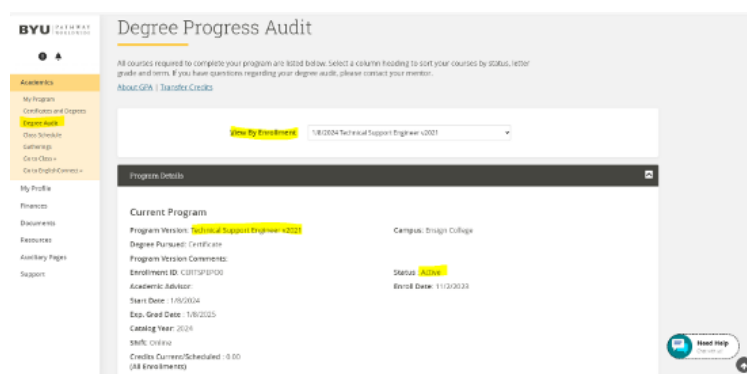 BYU PATHWAY WORLDWIDE
Degree Progress Audit
All courses required to complete your program are listed below. Select a column heading to sort your courses by status, letter
grade and term. If you have questions regarding your degree audit, please contact your mentor.
About GPA | Transfer Credits
Academics
My Program
Certificates and Degrees
Degree Audit
Class Schedule
Gatherings
Go to Class »
Go to EnglishConnect »
My Profile
Finances
Documents
Resources
Auxiliary Pages
Support
View By Enrollment 1/8/2024 Technical Support Engineer v2021
Program Details
Current Program
Program Version: Technical Support Engineer v2021
Campus: Ensign College
Degree Pursued: Certificate
Program Version Comments:
Enrollment ID:
Status: Active
Academic Advisor:
Enroll Date:
Start Date : 1/8/2024
Exp. Grad Date : 1/8/2025
Catalog Year: 2024
Shift: Online
Credits Current/Scheduled : 6.00
(All Enrollments)
Need Help
Chat with us!